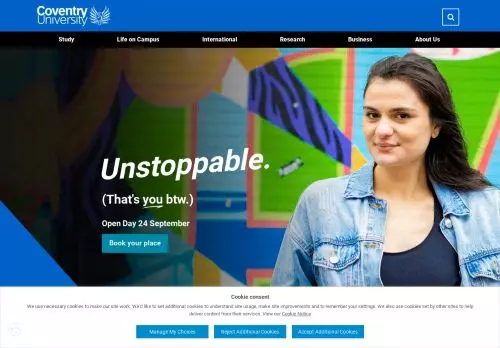 Coventry
University
Study
Life on Campus
International
Research
Business
About Us
Unstoppable.
(That's you btw.)
Open Day 24 September
Book your place
Cookie consent
We use necessary cookies to make our site work. We'd like to set additional cookies to understand site usage, make site improvements and to remember your settings. We also use cookies set by other sites to help
deliver content from their services. View our Cookie Notice
Manage My Choices
Reject Additional Cookies
Accept Additional Cookies